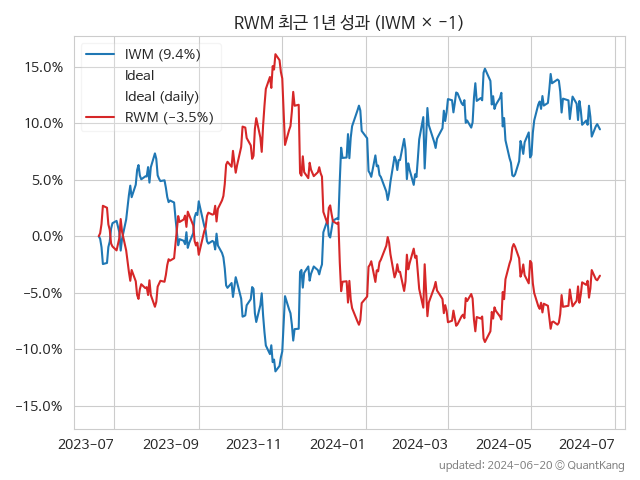 RWM 최근 1년 성과 (IWM × −1)
IWM (9.4%)
Ideal
Ideal (daily)
RWM (−3.5%)
15.0%
10.0%
5.0%
0.0%
−5.0%
−10.0%
−15.0%
2023−07 2023−09 2023−11 2024−01 2024−03 2024−05 2024−07
updated: 2024-06-20 © QuantKang